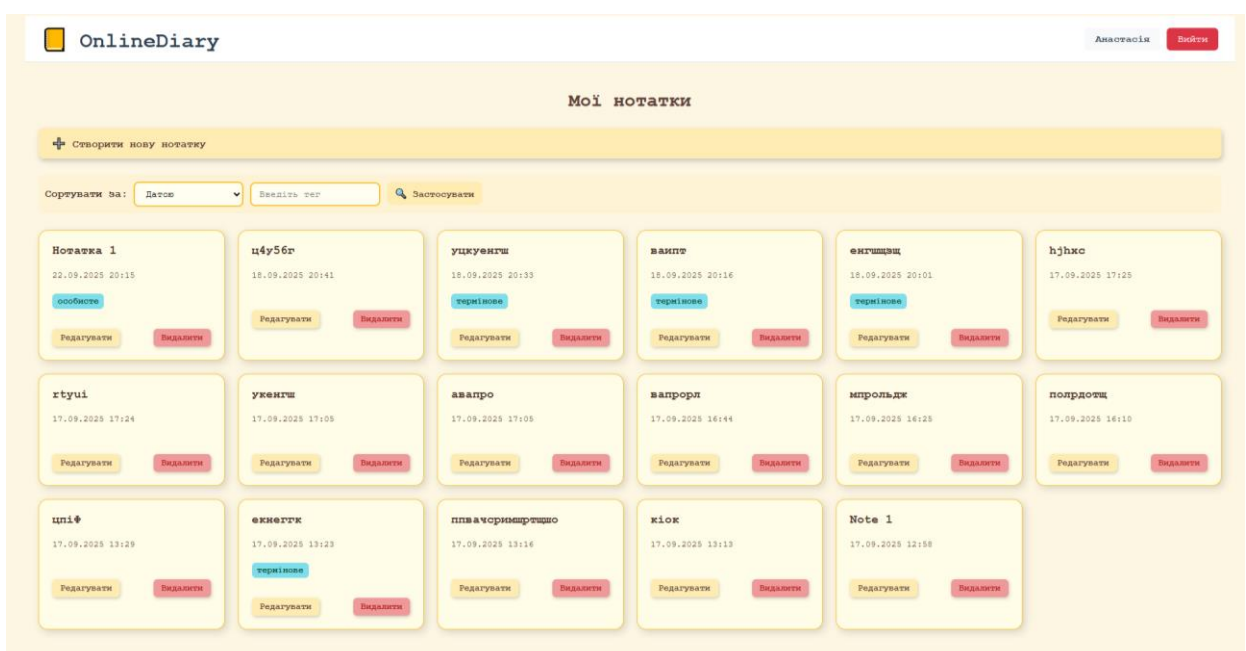 OnlineDiary
Анастасія
Вийти
Мої нотатки
Створити нову нотатку
Сортувати за: Датою Введіть тег Застосувати
Нотатка 1
22.09.2025 20:15
особисте
Редагувати Видалити
ц4у56г
18.09.2025 20:41
Редагувати Видалити
уцкуенгш
18.09.2025 20:33
термінове
Редагувати Видалити
ваипт
18.09.2025 20:16
термінове
Редагувати Видалити
енгшщзщ
18.09.2025 20:01
термінове
Редагувати Видалити
hjhxc
17.09.2025 17:25
Редагувати Видалити
rtyui
17.09.2025 17:24
Редагувати Видалити
укенгш
17.09.2025 17:05
Редагувати Видалити
авапро
17.09.2025 17:05
Редагувати Видалити
вапрорл
17.09.2025 16:44
Редагувати Видалити
мпрольдж
17.09.2025 16:25
Редагувати Видалити
полрдотщ
17.09.2025 16:10
Редагувати Видалити
цпіФ
17.09.2025 13:29
Редагувати Видалити
екнеггк
17.09.2025 13:23
термінове
Редагувати Видалити
ппвачсримшртщшо
17.09.2025 13:16
Редагувати Видалити
кіок
17.09.2025 13:13
Редагувати Видалити
Note 1
17.09.2025 12:58
Редагувати Видалити